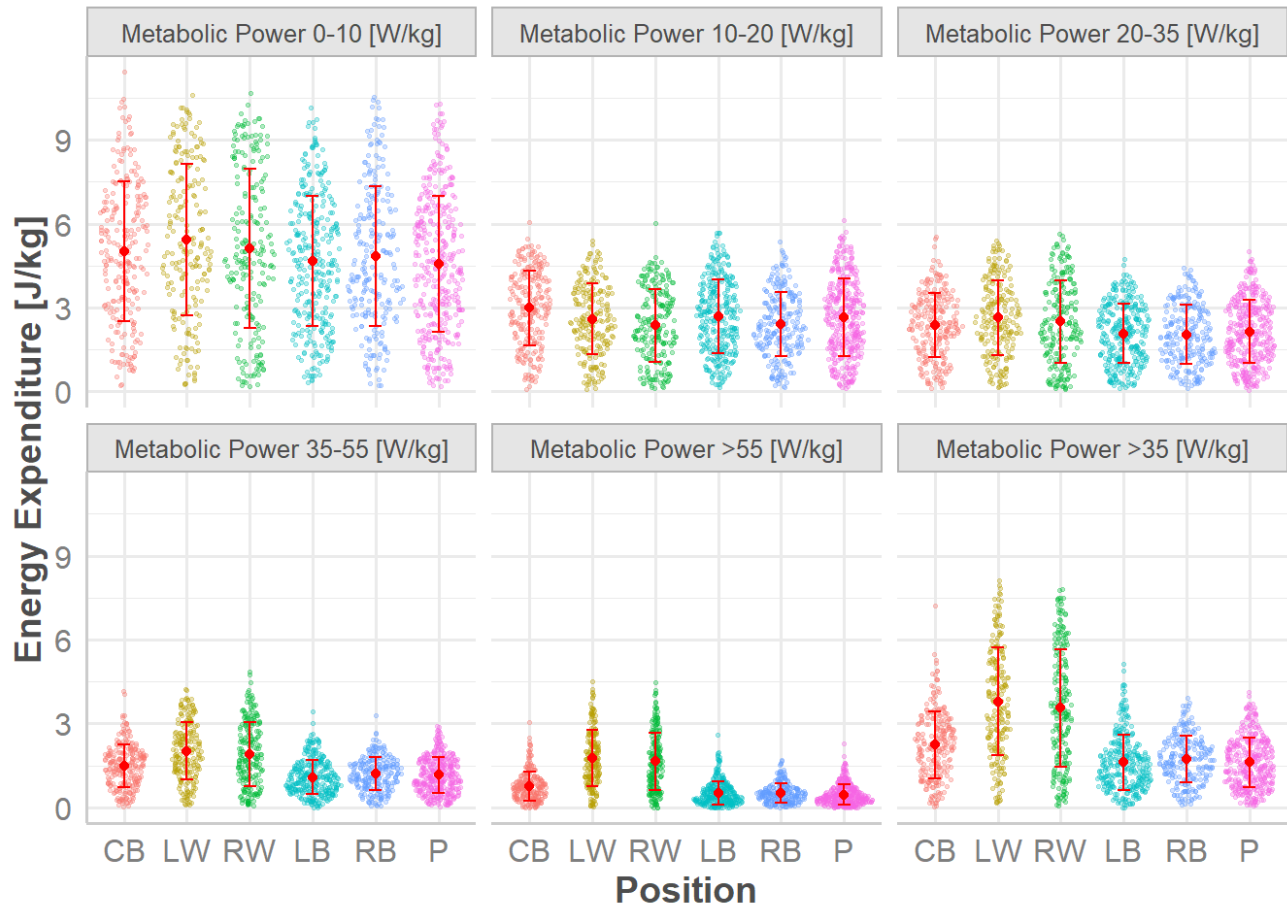 Metabolic Power 0-10 [W/kg] Metabolic Power 10-20 [W/kg] Metabolic Power 20-35 [W/kg]
9
6
3
0
Metabolic Power 35-55 [W/kg] Metabolic Power >55 [W/kg] Metabolic Power >35 [W/kg]
9
6
3
0
Energy Expenditure [J/kg]
CB LW RW LB RB P CB LW RW LB RB P CB LW RW LB RB P
Position